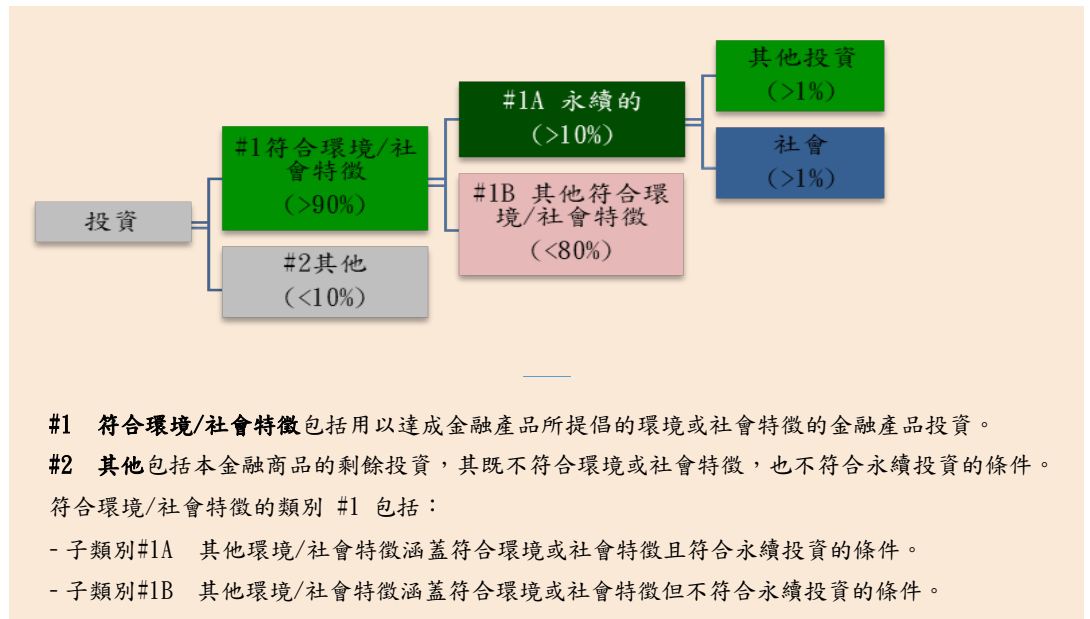 投資
#1符合環境/社
會特徵
(>90%)
#2其他
(<10%)
#1A 永續的
(>10%)
#1B 其他符合環
境/社會特徵
(<80%)
其他投資
(>1%)
社會
(>1%)
#1 符合環境/社會特徵包括用以達成金融產品所提倡的環境或社會特徵的金融產品投資。
#2 其他包括本金融商品的剩餘投資，其既不符合環境或社會特徵，也不符合永續投資的條件。
符合環境/社會特徵的類別 #1 包括：
- 子類別#1A 其他環境/社會特徵涵蓋符合環境或社會特徵且符合永續投資的條件。
- 子類別#1B 其他環境/社會特徵涵蓋符合環境或社會特徵但不符合永續投資的條件。